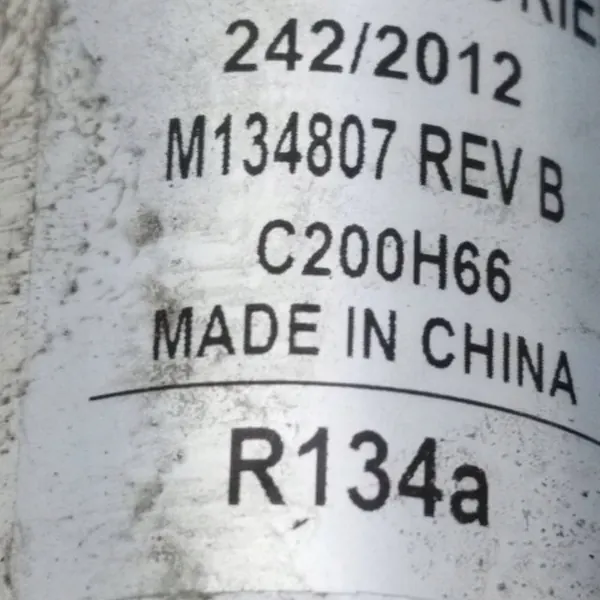 242/2012
M134807 REV B
C200H66
MADE IN CHINA
R134a